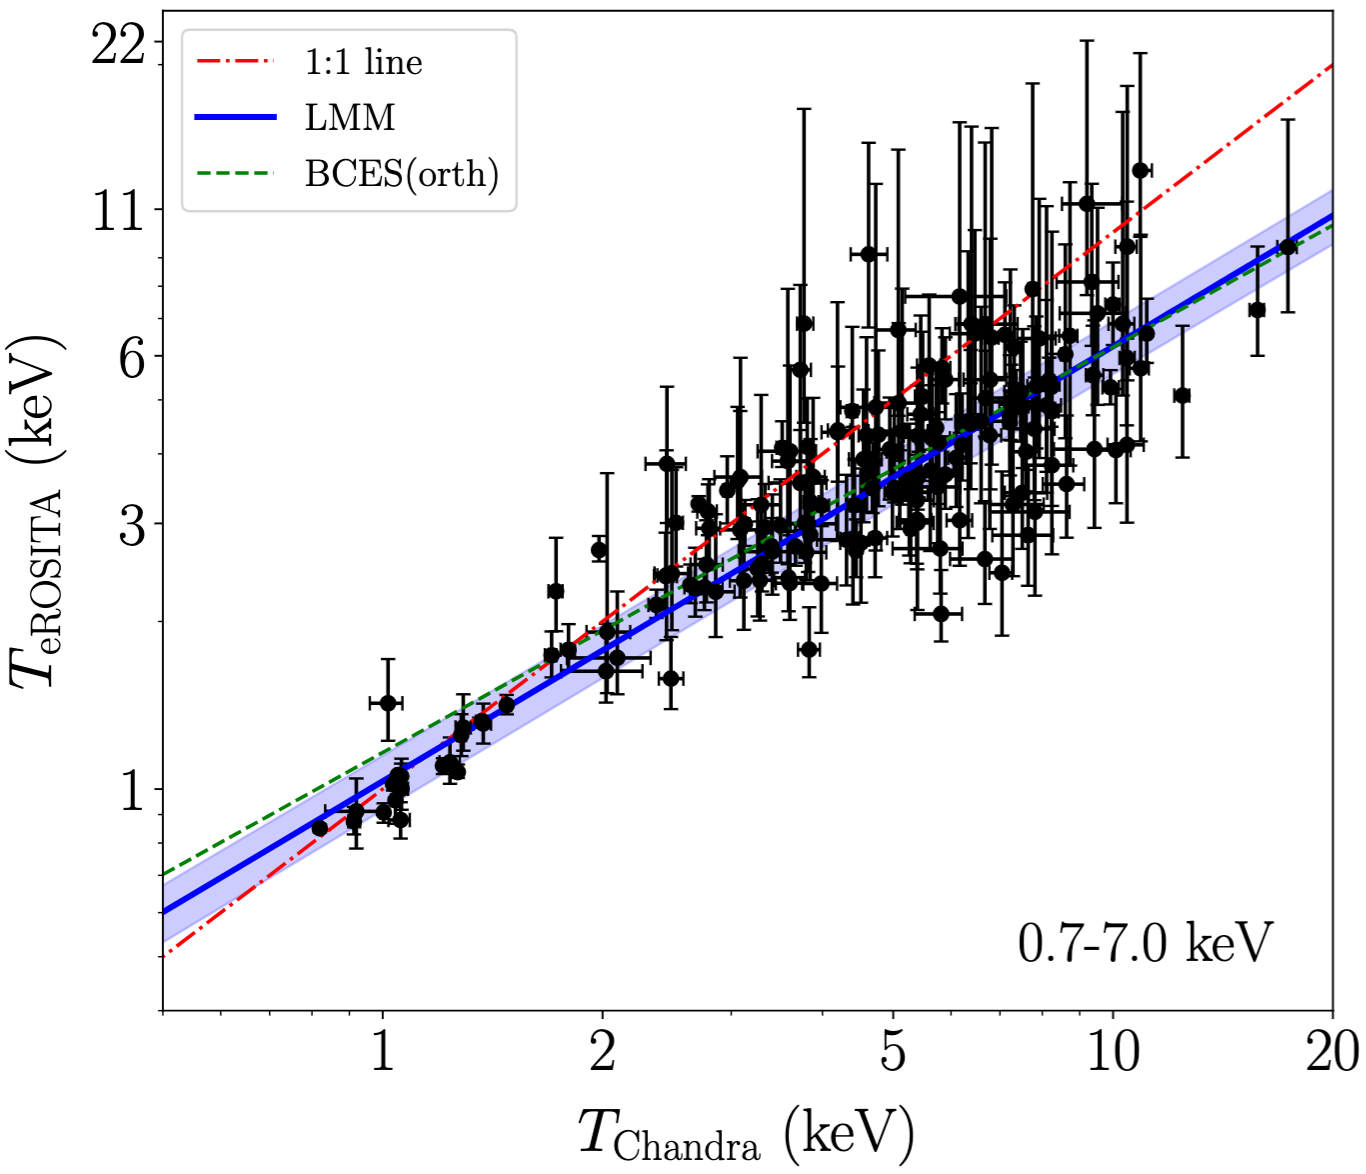 22
11
6
3
1
T_eROSITA (keV)
1:1 line
LMM
BCES(orth)
0.7-7.0 keV
1 2 5 10 20
T_Chandra (keV)